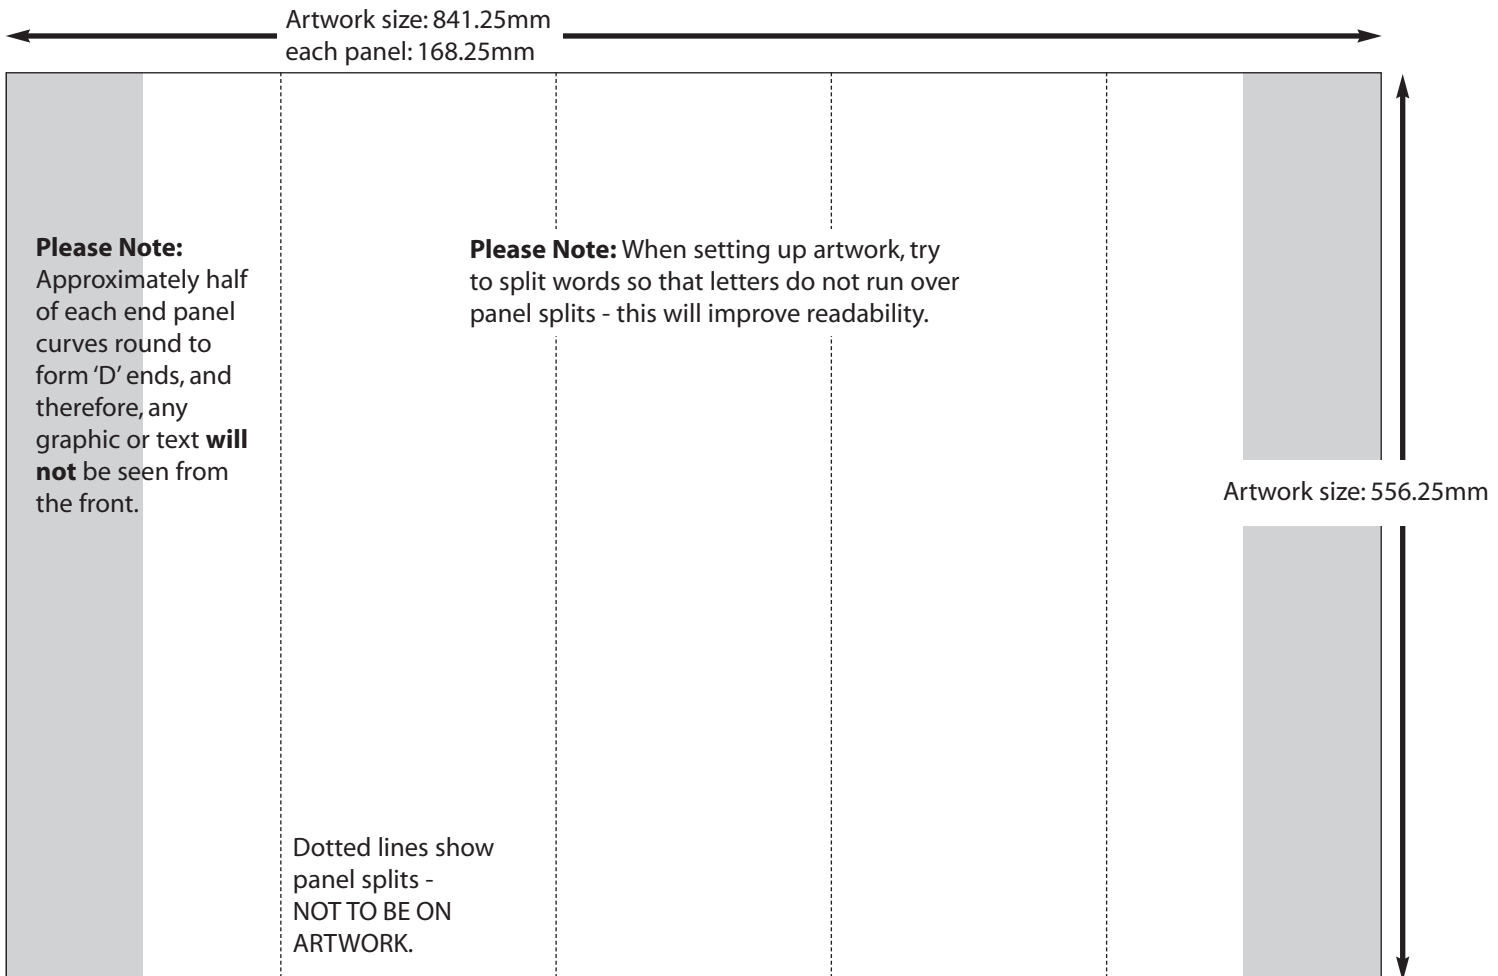 Artwork size: 841.25mm
each panel: 168.25mm
Please Note:
Approximately half
of each end panel
curves round to
form ‘D’ ends, and
therefore, any
graphic or text will
not be seen from
the front.
Please Note: When setting up artwork, try
to split words so that letters do not run over
panel splits - this will improve readability.
Artwork size: 556.25mm
Dotted lines show
panel splits -
NOT TO BE ON
ARTWORK.